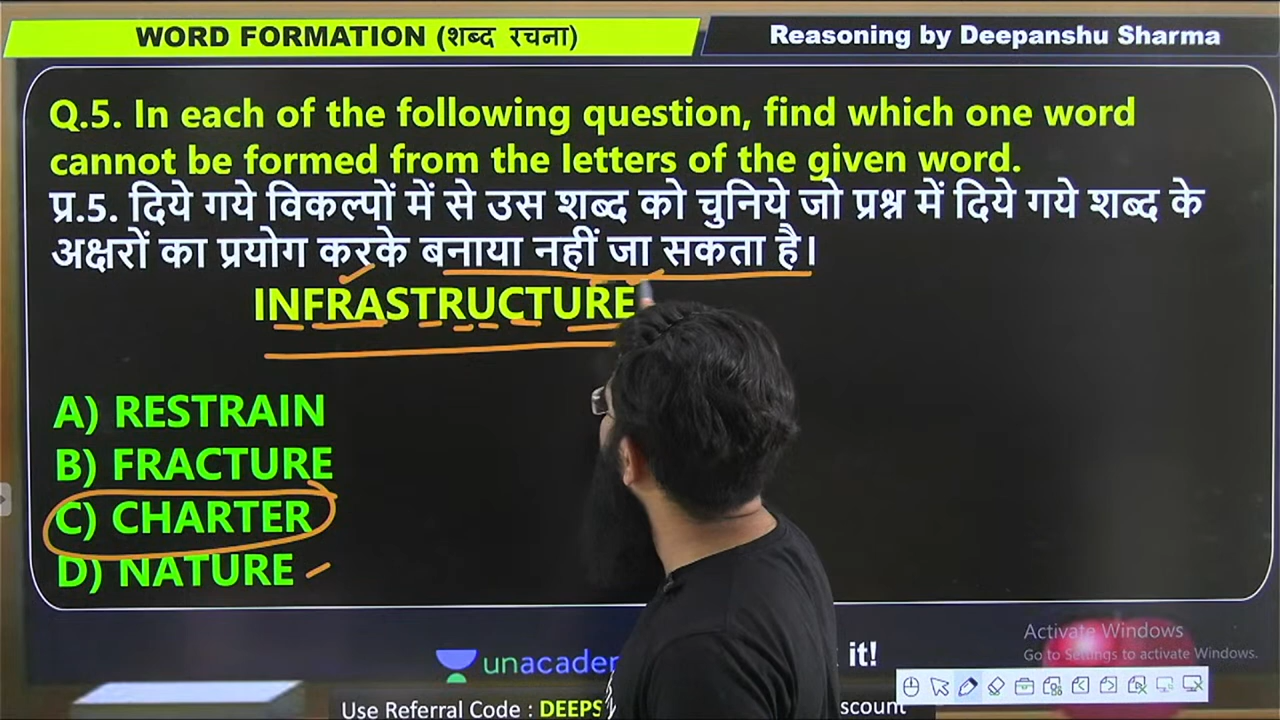 WORD FORMATION (शब्द रचना)
Reasoning by Deepanshu Sharma
Q.5. In each of the following question, find which one word
cannot be formed from the letters of the given word.
प्र.5. दिये गये विकल्पों में से उस शब्द को चुनिये जो प्रश्न में दिये गये शब्द के
अक्षरों का प्रयोग करके बनाया नहीं जा सकता है।
INFRASTRUCTURE
A) RESTRAIN
B) FRACTURE
C) CHARTER
D) NATURE
Activate Windows
Go to Settings to activate Windows.
it!
Use Referral Code :